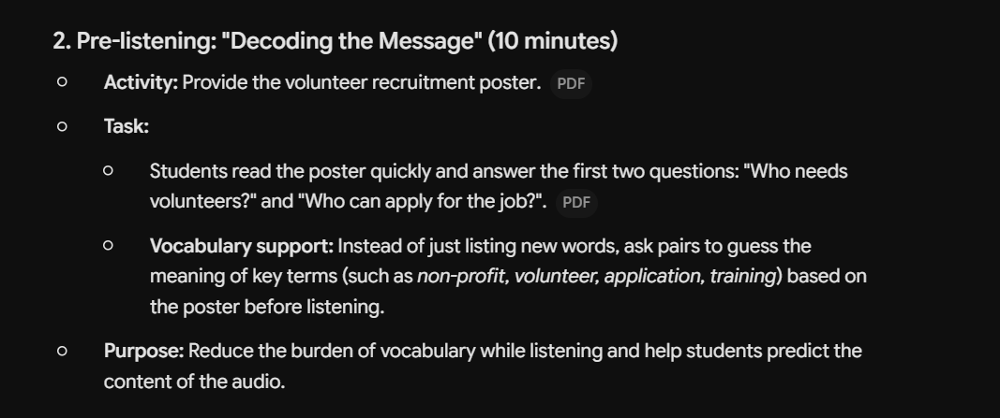 2. Pre-listening: "Decoding the Message" (10 minutes)
Activity: Provide the volunteer recruitment poster. PDF
Task:
Students read the poster quickly and answer the first two questions: "Who needs
volunteers?" and "Who can apply for the job?". PDF
Vocabulary support: Instead of just listing new words, ask pairs to guess the
meaning of key terms (such as non-profit, volunteer, application, training) based on
the poster before listening.
Purpose: Reduce the burden of vocabulary while listening and help students predict the
content of the audio.